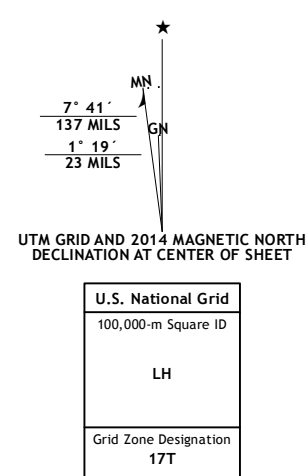 MN
7° 41´
137 MILS
GN
1° 19´
23 MILS
UTM GRID AND 2014 MAGNETIC NORTH
DECLINATION AT CENTER OF SHEET
U.S. National Grid
100,000-m Square ID
LH
Grid Zone Designation
17T